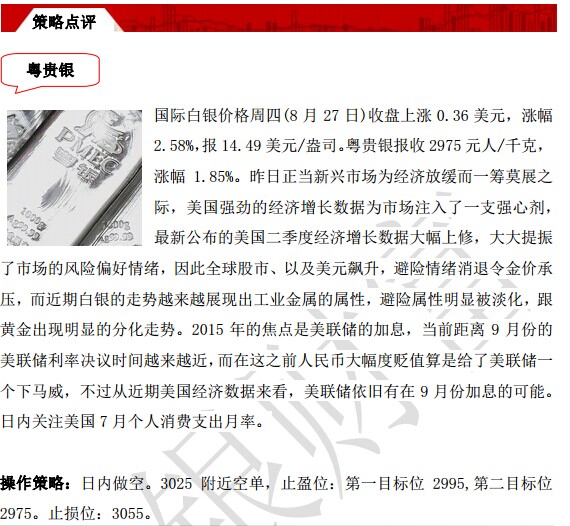 策略点评
粤贵银
PMEC
粤银
1000g
Ag99.99
国际白银价格周四(8 月 27 日)收盘上涨 0.36 美元，涨幅
2.58%,报 14.49 美元/盎司。粤贵银报收 2975 元人/千克，
涨幅 1.85%。昨日正当新兴市场为经济放缓而一筹莫展之
际，美国强劲的经济增长数据为市场注入了一支强心剂，
最新公布的美国二季度经济增长数据大幅上修，大大提振
了市场的风险偏好情绪，因此全球股市、以及美元飙升，避险情绪消退令金价承
压，而近期白银的走势越来越展现出工业金属的属性，避险属性明显被淡化，跟
黄金出现明显的分化走势。2015 年的焦点是美联储的加息，当前距离 9 月份的
美联储利率决议时间越来越近，而在这之前人民币大幅度贬值算是给了美联储一
个下马威，不过从近期美国经济数据来看，美联储依旧有在 9 月份加息的可能。
日内关注美国 7 月个人消费支出月率。
操作策略：日内做空。3025 附近空单，止盈位：第一目标位 2995,第二目标位
2975。止损位：3055。